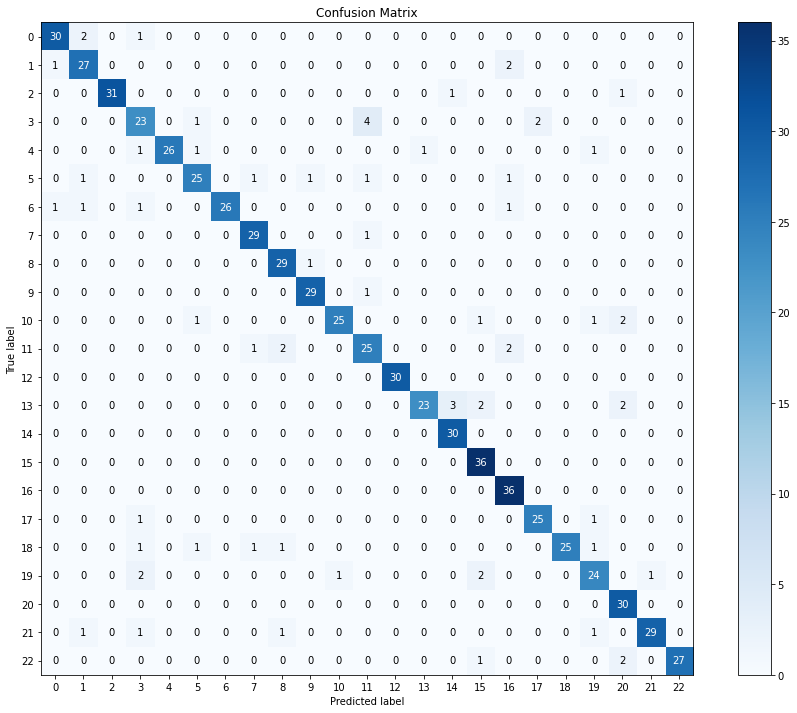 Confusion Matrix
0 30 2 0 1 0 0 0 0 0 0 0 0 0 0 0 0 0 0 0 0 0 0 0
1 1 27 0 0 0 0 0 0 0 0 0 0 0 0 0 0 2 0 0 0 0 0 0
2 0 0 31 0 0 0 0 0 0 0 0 0 0 0 1 0 0 0 0 0 1 0 0
3 0 0 0 23 0 1 0 0 0 0 0 4 0 0 0 0 0 2 0 0 0 0 0
4 0 0 0 1 26 1 0 0 0 0 0 0 0 1 0 0 0 0 0 1 0 0 0
5 0 1 0 0 0 25 0 1 0 1 0 1 0 0 0 0 1 0 0 0 0 0 0
6 1 1 0 1 0 0 26 0 0 0 0 0 0 0 0 0 1 0 0 0 0 0 0
7 0 0 0 0 0 0 0 29 0 0 0 1 0 0 0 0 0 0 0 0 0 0 0
8 0 0 0 0 0 0 0 0 29 1 0 0 0 0 0 0 0 0 0 0 0 0 0
9 0 0 0 0 0 0 0 0 0 29 0 1 0 0 0 0 0 0 0 0 0 0 0
10 0 0 0 0 0 1 0 0 0 0 25 0 0 0 0 1 0 0 0 1 2 0 0
11 0 0 0 0 0 0 0 1 2 0 0 25 0 0 0 0 2 0 0 0 0 0 0
12 0 0 0 0 0 0 0 0 0 0 0 0 30 0 0 0 0 0 0 0 0 0 0
13 0 0 0 0 0 0 0 0 0 0 0 0 0 23 3 2 0 0 0 0 2 0 0
14 0 0 0 0 0 0 0 0 0 0 0 0 0 0 30 0 0 0 0 0 0 0 0
15 0 0 0 0 0 0 0 0 0 0 0 0 0 0 0 36 0 0 0 0 0 0 0
16 0 0 0 0 0 0 0 0 0 0 0 0 0 0 0 0 36 0 0 0 0 0 0
17 0 0 0 1 0 0 0 0 0 0 0 0 0 0 0 0 0 25 0 1 0 0 0
18 0 0 0 1 0 1 0 1 1 0 0 0 0 0 0 0 0 0 25 1 0 0 0
19 0 0 0 2 0 0 0 0 0 0 1 0 0 0 0 2 0 0 0 24 0 1 0
20 0 0 0 0 0 0 0 0 0 0 0 0 0 0 0 0 0 0 0 0 30 0 0
21 0 1 0 1 0 0 0 0 1 0 0 0 0 0 0 0 0 0 0 1 0 29 0
22 0 0 0 0 0 0 0 0 0 0 0 0 0 0 0 1 0 0 0 0 2 0 27
0 1 2 3 4 5 6 7 8 9 10 11 12 13 14 15 16 17 18 19 20 21 22
Predicted label
True label
35
30
25
20
15
10
5
0